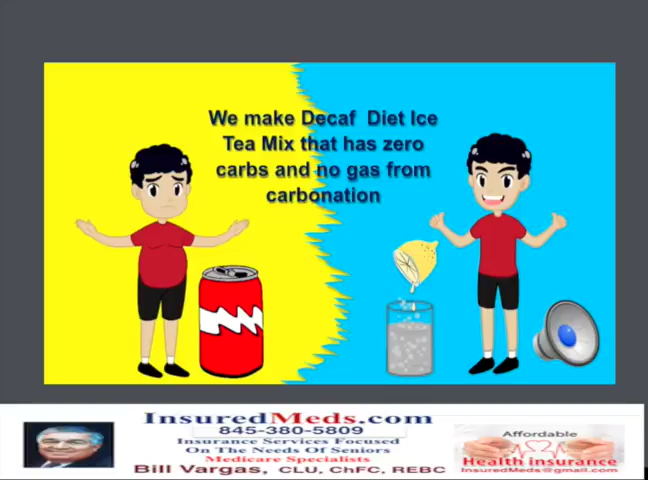 We make Decaf Diet Ice
Tea Mix that has zero
carbs and no gas from
carbonation
InsuredMeds.com
845-380-5809
Insurance Services Focused
On The Needs Of Seniors
Medicare Specialists
Bill Vargas, CLU, ChFC, REBC
Affordable
Health insurance
InsuredMeds@gmail.com